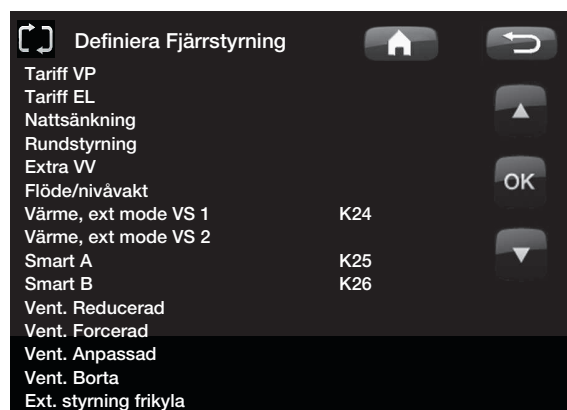 Definiera Fjärrstyrning
Tariff VP
Tariff EL
Nattsänkning
Rundstyrning
Extra VV
Flöde/nivåvakt
OK
Värme, ext mode VS 1 K24
Värme, ext mode VS 2
Smart A K25
Smart B K26
Vent. Reducerad
Vent. Forcerad
Vent. Anpassad
Vent. Borta
Ext. styrning frikyla